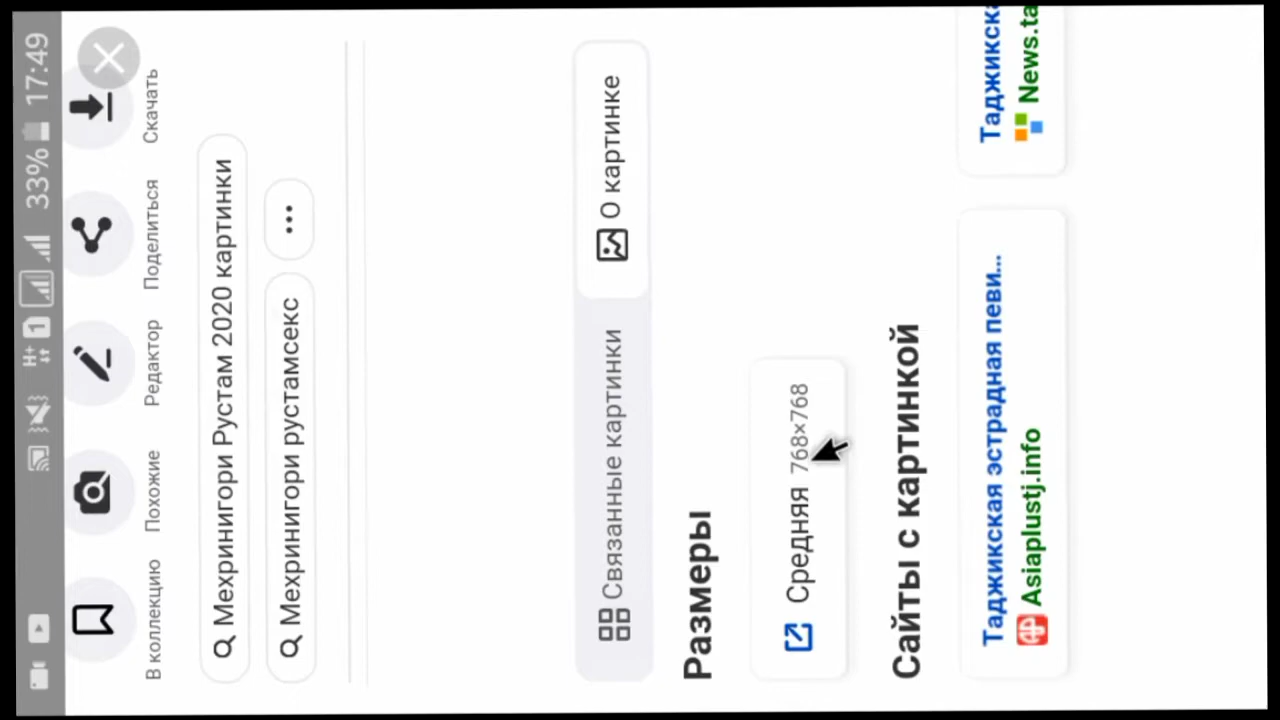 H+ 1 33% 17:49
В коллекцию Похожие Редактор Поделиться Скачать
Мехринигори Рустам 2020 картинки
Мехринигори рустамсекс ...
Связанные картинки О картинке
Размеры
Средняя 768×768
Сайты с картинкой
Таджикская эстрадная певи...
Asiaplustj.info
Таджикска
News.ta